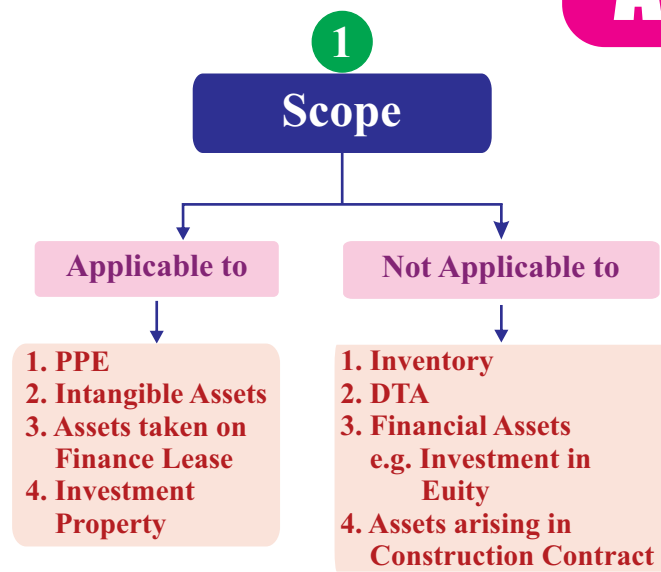 1
Scope
Applicable to
Not Applicable to
1. PPE
2. Intangible Assets
3. Assets taken on
Finance Lease
4. Investment
Property
1. Inventory
2. DTA
3. Financial Assets
e.g. Investment in
Euity
4. Assets arising in
Construction Contract